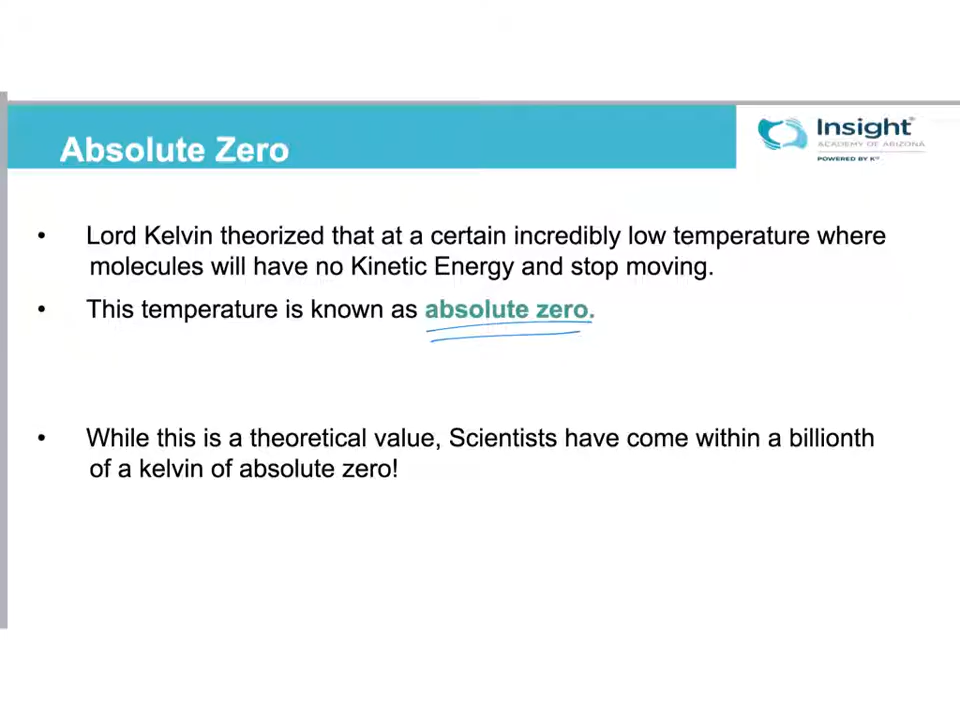 Absolute Zero
Insight
ACADEMY OF ARIZONA
POWERED BY
• Lord Kelvin theorized that at a certain incredibly low temperature where
molecules will have no Kinetic Energy and stop moving.
• This temperature is known as absolute zero.
• While this is a theoretical value, Scientists have come within a billionth
of a kelvin of absolute zero!